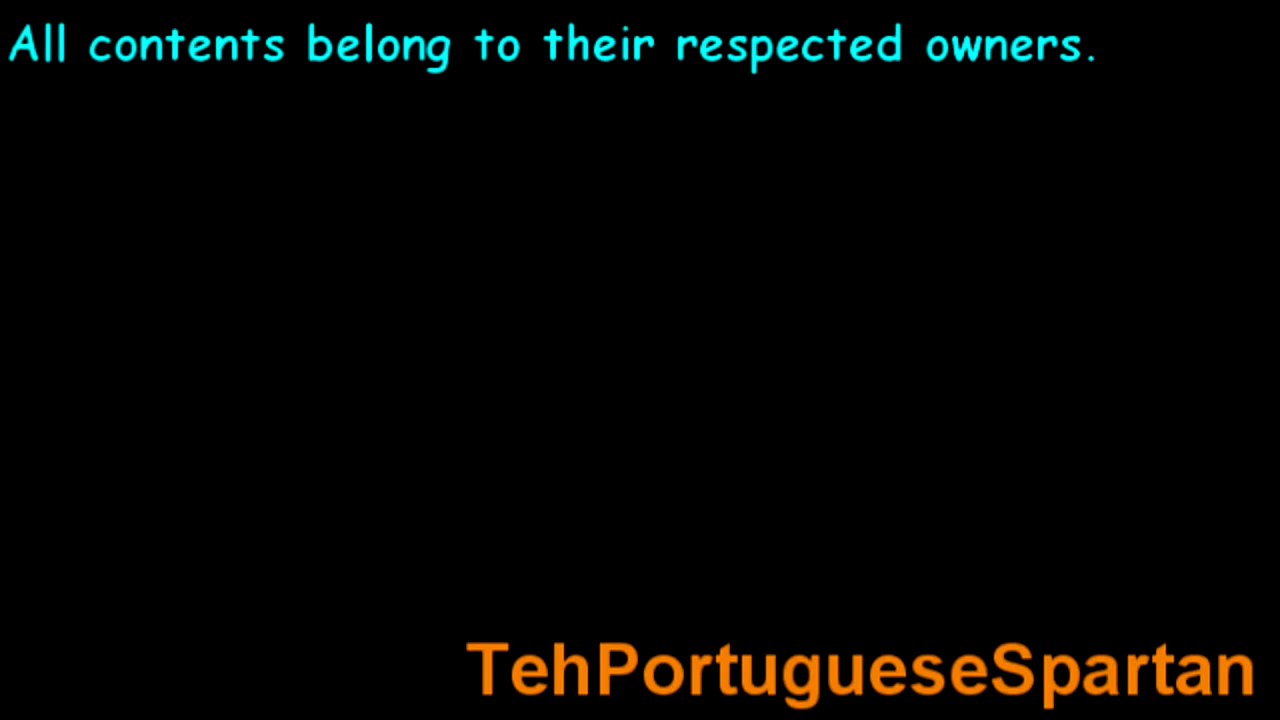 All contents belong to their respected owners.
TehPortugueseSpartan